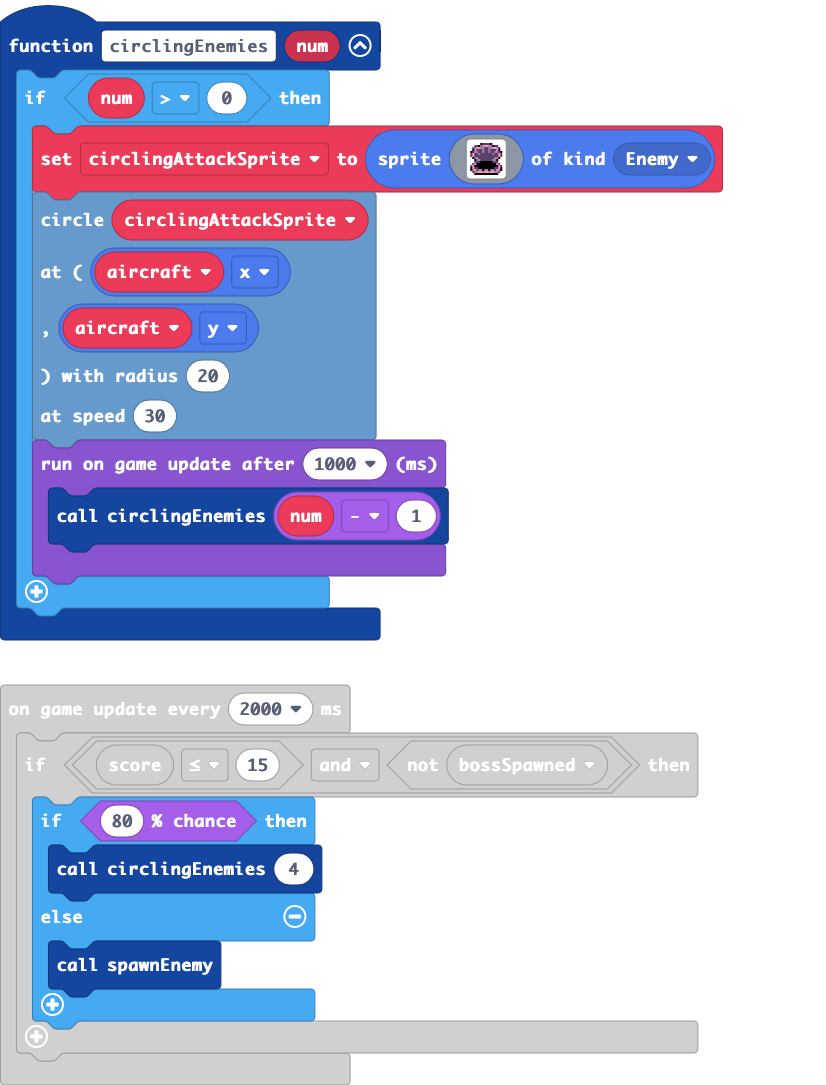 function circlingEnemies num
if num > 0 then
set circlingAttackSprite to sprite of kind Enemy
circle circlingAttackSprite
at ( aircraft x
, aircraft y
) with radius 20
at speed 30
run on game update after 1000 (ms)
call circlingEnemies num - 1
on game update every 2000 ms
if score ≤ 15 and not bossSpawned then
if 80 % chance then
call circlingEnemies 4
else
call spawnEnemy